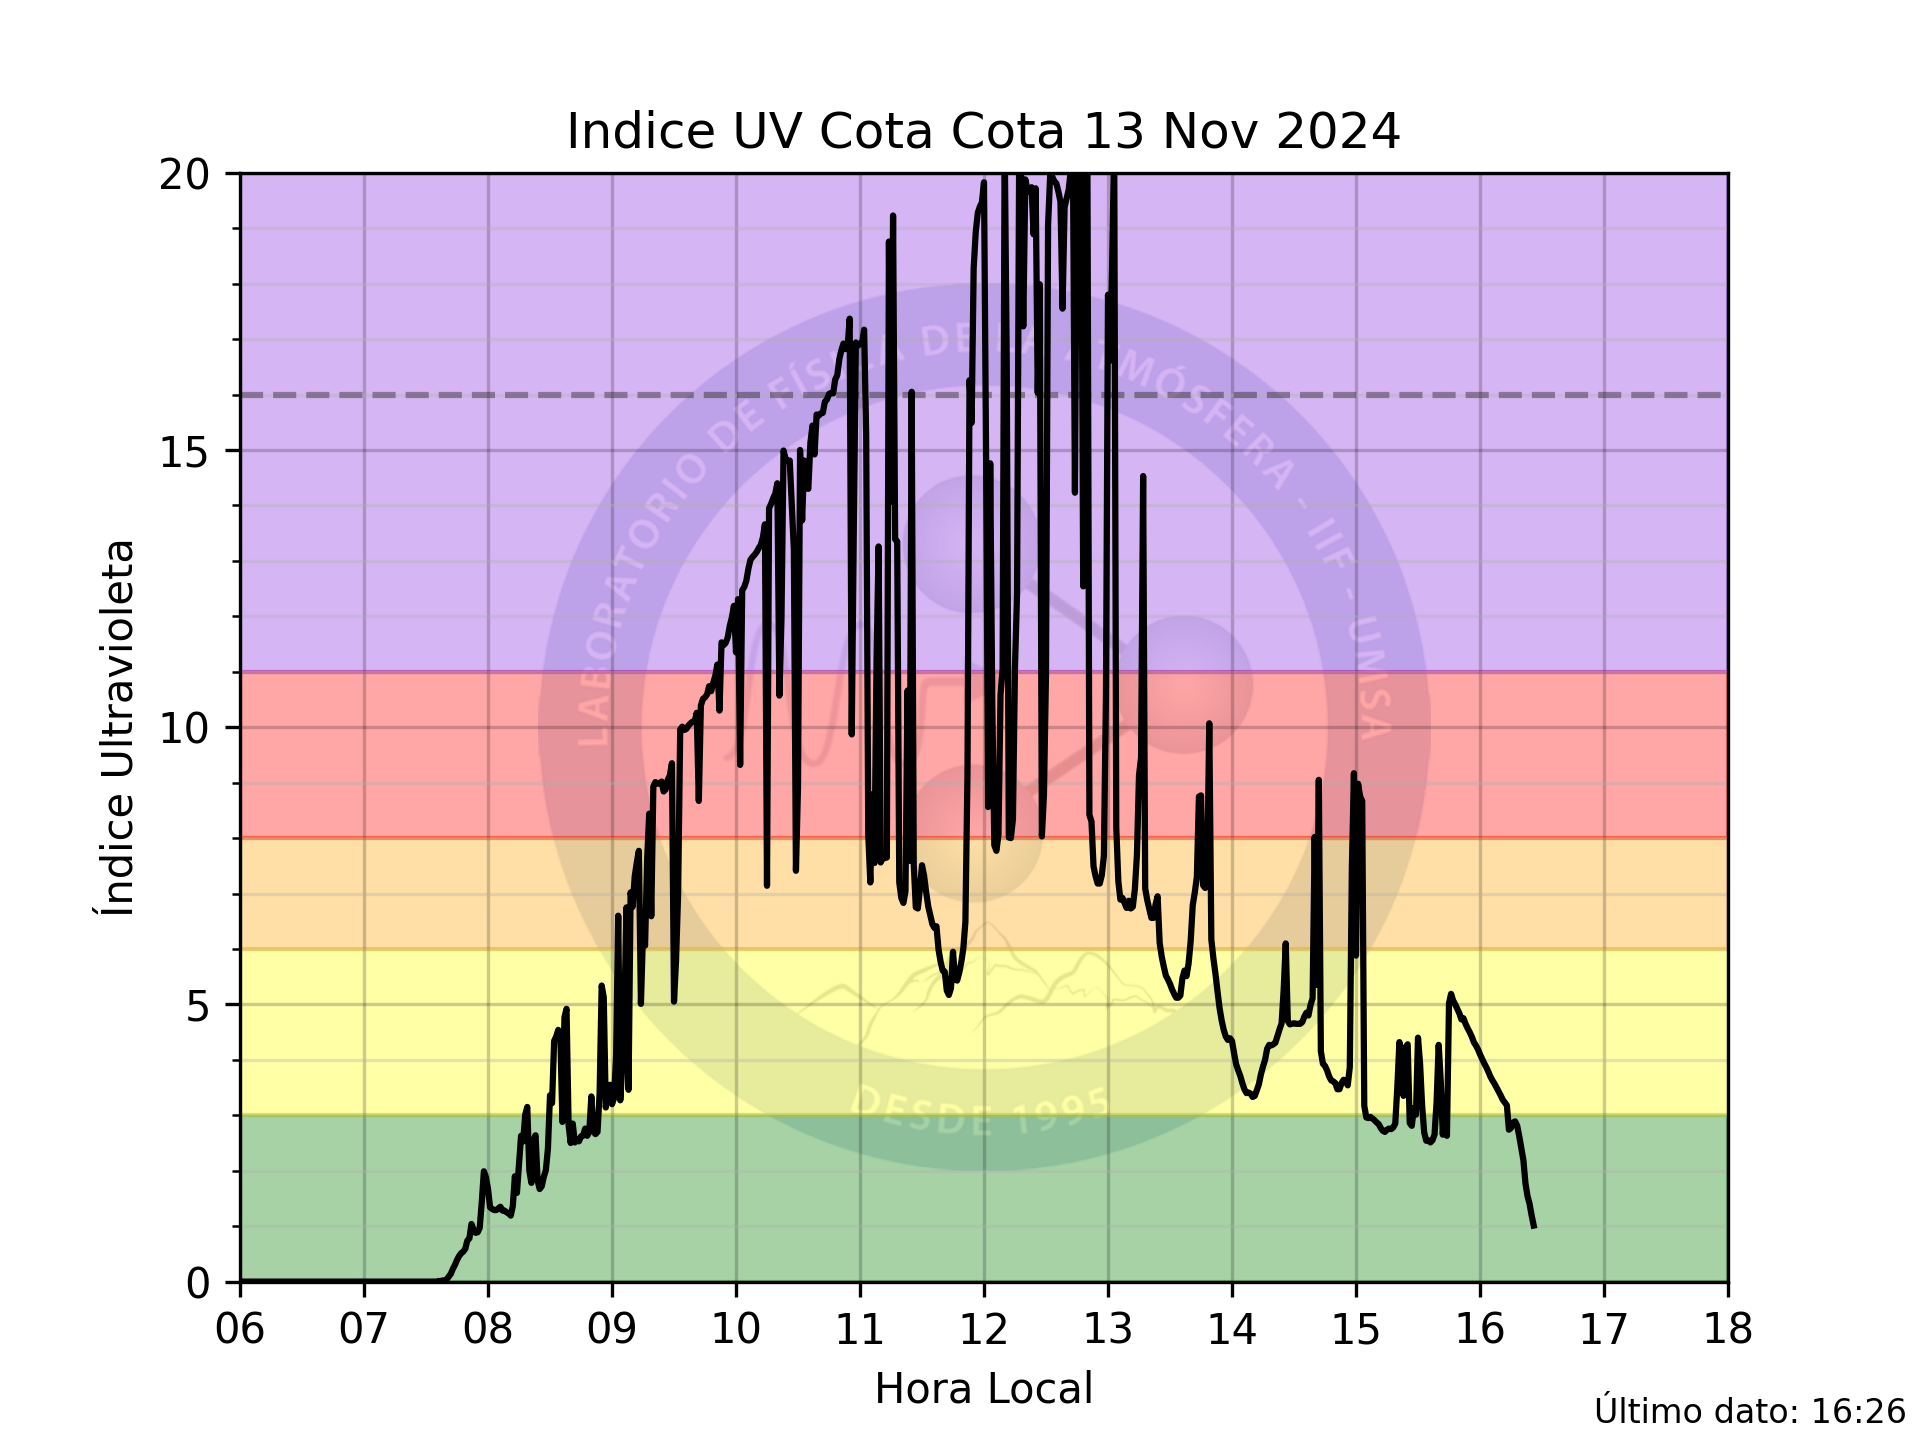 Indice UV Cota Cota 13 Nov 2024
20
15
10
5
0
Índice Ultravioleta
LABORATORIO DE FÍSICA DE LA ATMÓSFERA - IIF - UMSA
DESDE 1995
06 07 08 09 10 11 12 13 14 15 16 17 18
Hora Local
Último dato: 16:26